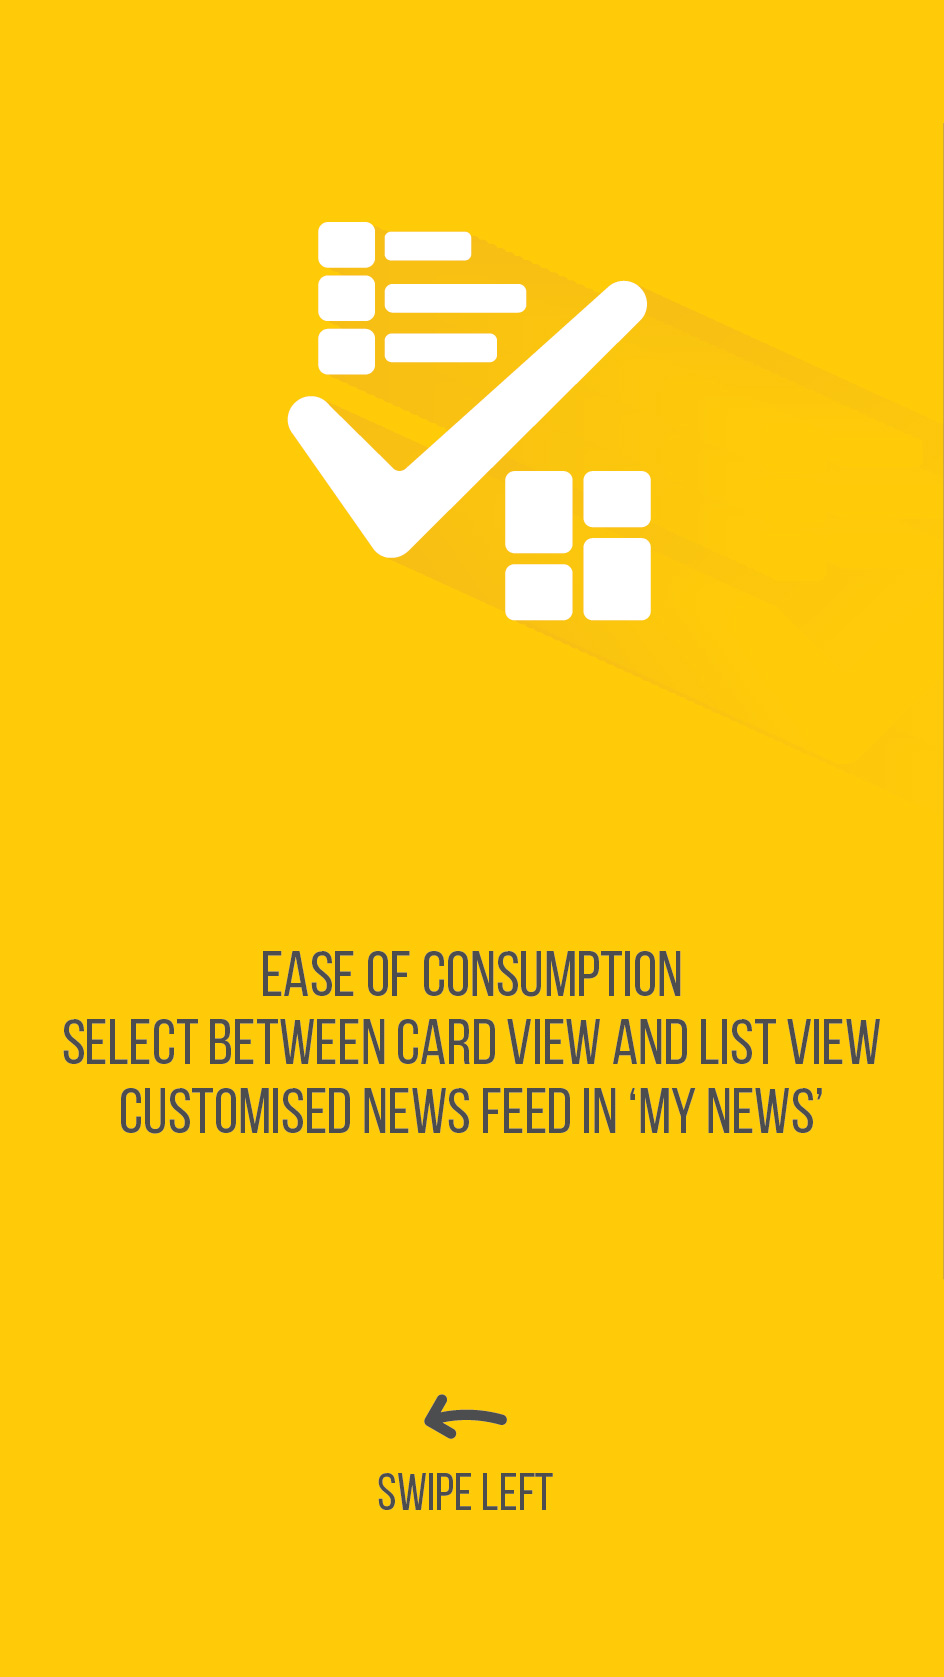 EASE OF CONSUMPTION
SELECT BETWEEN CARD VIEW AND LIST VIEW
CUSTOMISED NEWS FEED IN ‘MY NEWS’
SWIPE LEFT